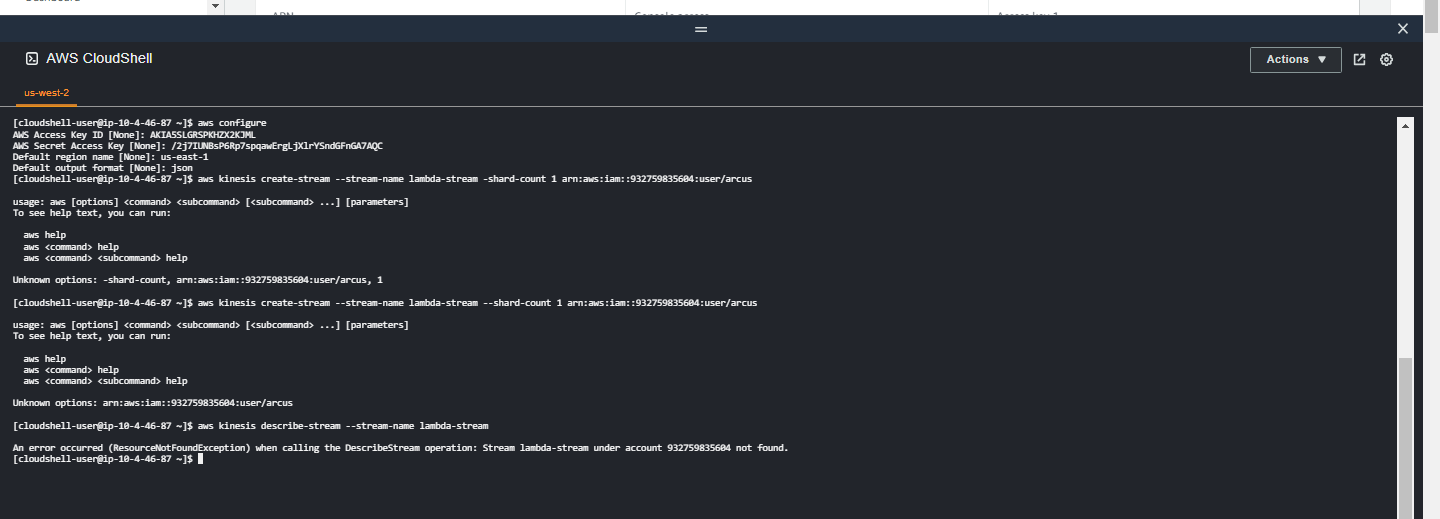 Dashboard
ARN Console access Access key 1
AWS CloudShell
Actions
us-west-2
[cloudshell-user@ip-10-4-46-87 ~]$ aws configure
AWS Access Key ID [None]: AKIA5SLGRSPKHZX2KJML
AWS Secret Access Key [None]: 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
Default region name [None]: us-east-1
Default output format [None]: json
[cloudshell-user@ip-10-4-46-87 ~]$ aws kinesis create-stream --stream-name lambda-stream -shard-count 1 arn:aws:iam::932759835604:user/arcus
usage: aws [options] <command> <subcommand> [<subcommand> ...] [parameters]
To see help text, you can run:
aws help
aws <command> help
aws <command> <subcommand> help
Unknown options: -shard-count, arn:aws:iam::932759835604:user/arcus, 1
[cloudshell-user@ip-10-4-46-87 ~]$ aws kinesis create-stream --stream-name lambda-stream --shard-count 1 arn:aws:iam::932759835604:user/arcus
usage: aws [options] <command> <subcommand> [<subcommand> ...] [parameters]
To see help text, you can run:
aws help
aws <command> help
aws <command> <subcommand> help
Unknown options: arn:aws:iam::932759835604:user/arcus
[cloudshell-user@ip-10-4-46-87 ~]$ aws kinesis describe-stream --stream-name lambda-stream
An error occurred (ResourceNotFoundException) when calling the DescribeStream operation: Stream lambda-stream under account 932759835604 not found.
[cloudshell-user@ip-10-4-46-87 ~]$